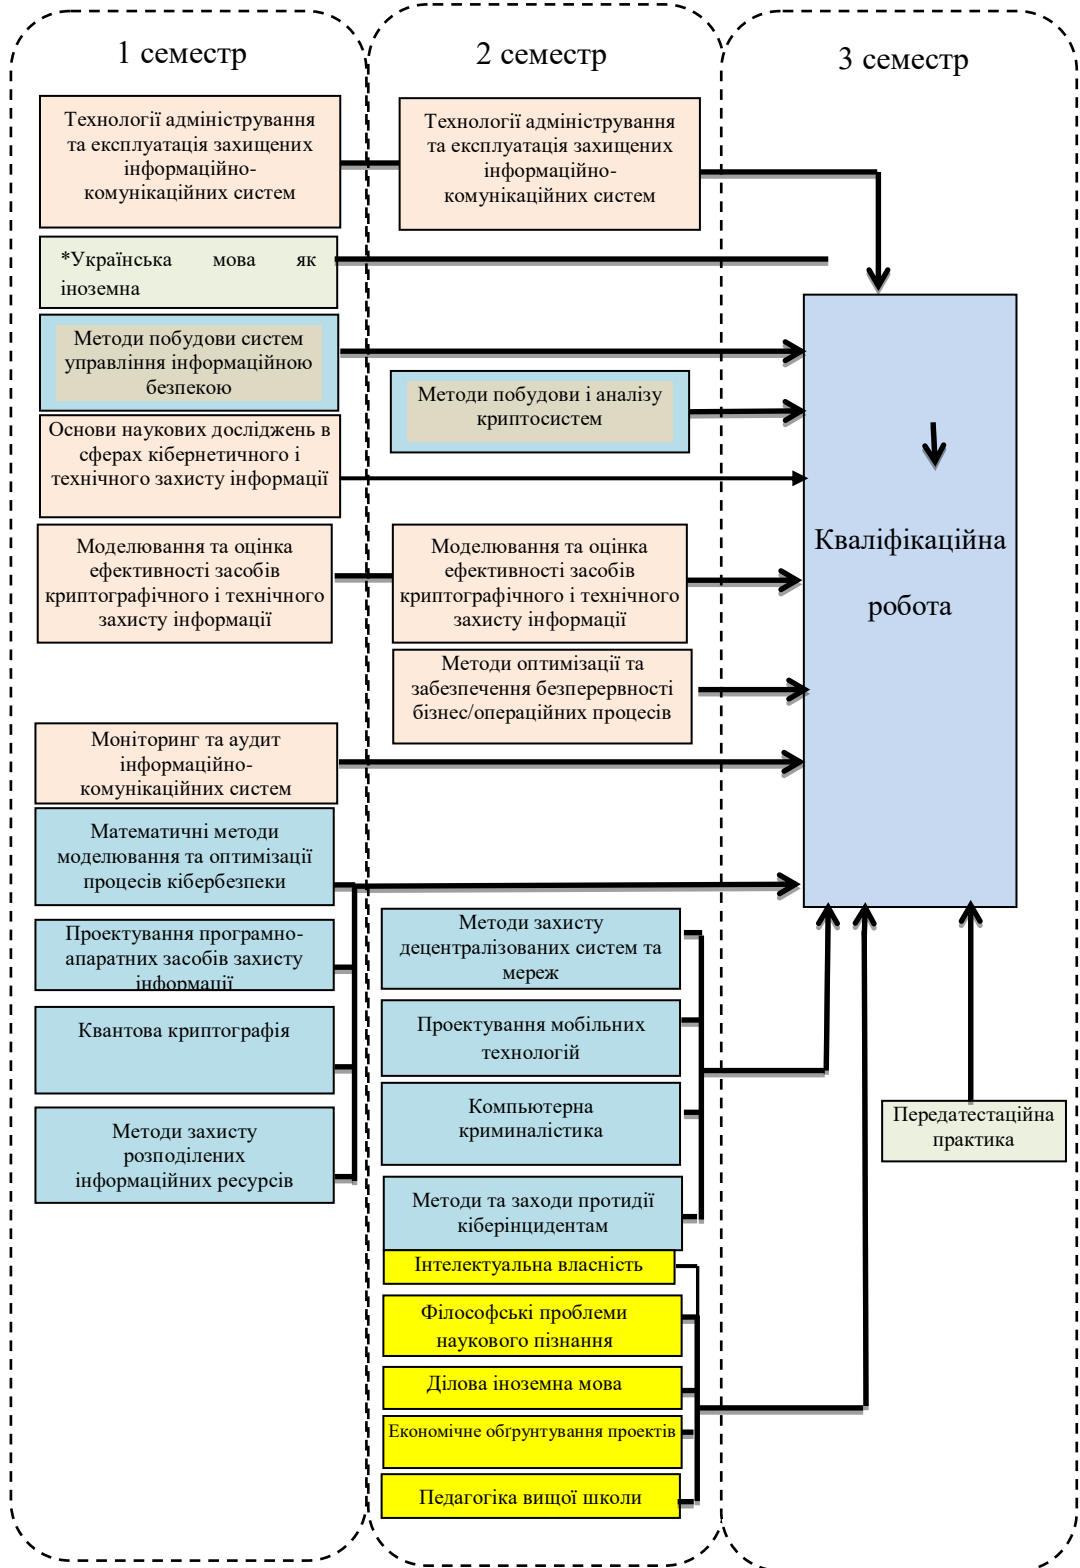 1 семестр
Технології адміністрування
та експлуатація захищених
інформаційно-
комунікаційних систем
*Українська мова як
іноземна
Методи побудови систем
управління інформаційною
безпекою
Основи наукових досліджень в
сферах кібернетичного і
технічного захисту інформації
Моделювання та оцінка
ефективності засобів
криптографічного і технічного
захисту інформації
Моніторинг та аудит
інформаційно-
комунікаційних систем
Математичні методи
моделювання та оптимізації
процесів кібербезпеки
Проектування програмно-
апаратних засобів захисту
інформації
Квантова криптографія
Методи захисту
розподілених
інформаційних ресурсів
2 семестр
Технології адміністрування
та експлуатація захищених
інформаційно-
комунікаційних систем
Методи побудови і аналізу
криптосистем
Моделювання та оцінка
ефективності засобів
криптографічного і технічного
захисту інформації
Методи оптимізації та
забезпечення безперервності
бізнес/операційних процесів
Методи захисту
децентралізованих систем та
мереж
Проектування мобільних
технологій
Компьютерна
криміналістика
Методи та заходи протидії
кіберінцидентам
Інтелектуальна власність
Філософські проблеми
наукового пізнання
Ділова іноземна мова
Економічне обґрунтування проектів
Педагогіка вищої школи
3 семестр
Кваліфікаційна
робота
Передатестаційна
практика